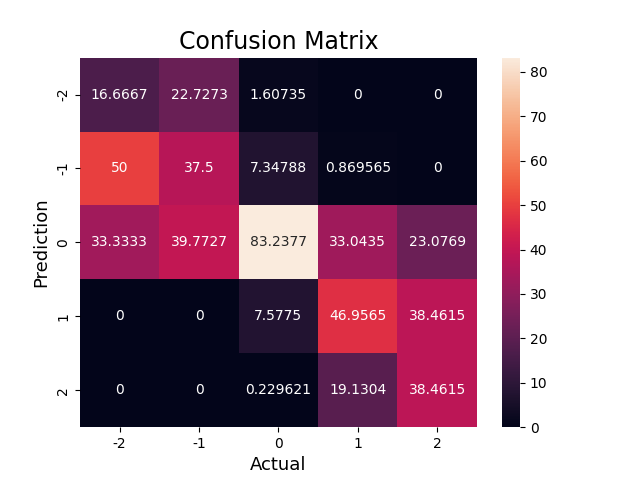 Confusion Matrix
-2 16.6667 22.7273 1.60735 0 0
-1 50 37.5 7.34788 0.869565 0
0 33.3333 39.7727 83.2377 33.0435 23.0769
1 0 0 7.5775 46.9565 38.4615
2 0 0 0.229621 19.1304 38.4615
-2 -1 0 1 2
Prediction
Actual
80
70
60
50
40
30
20
10
0